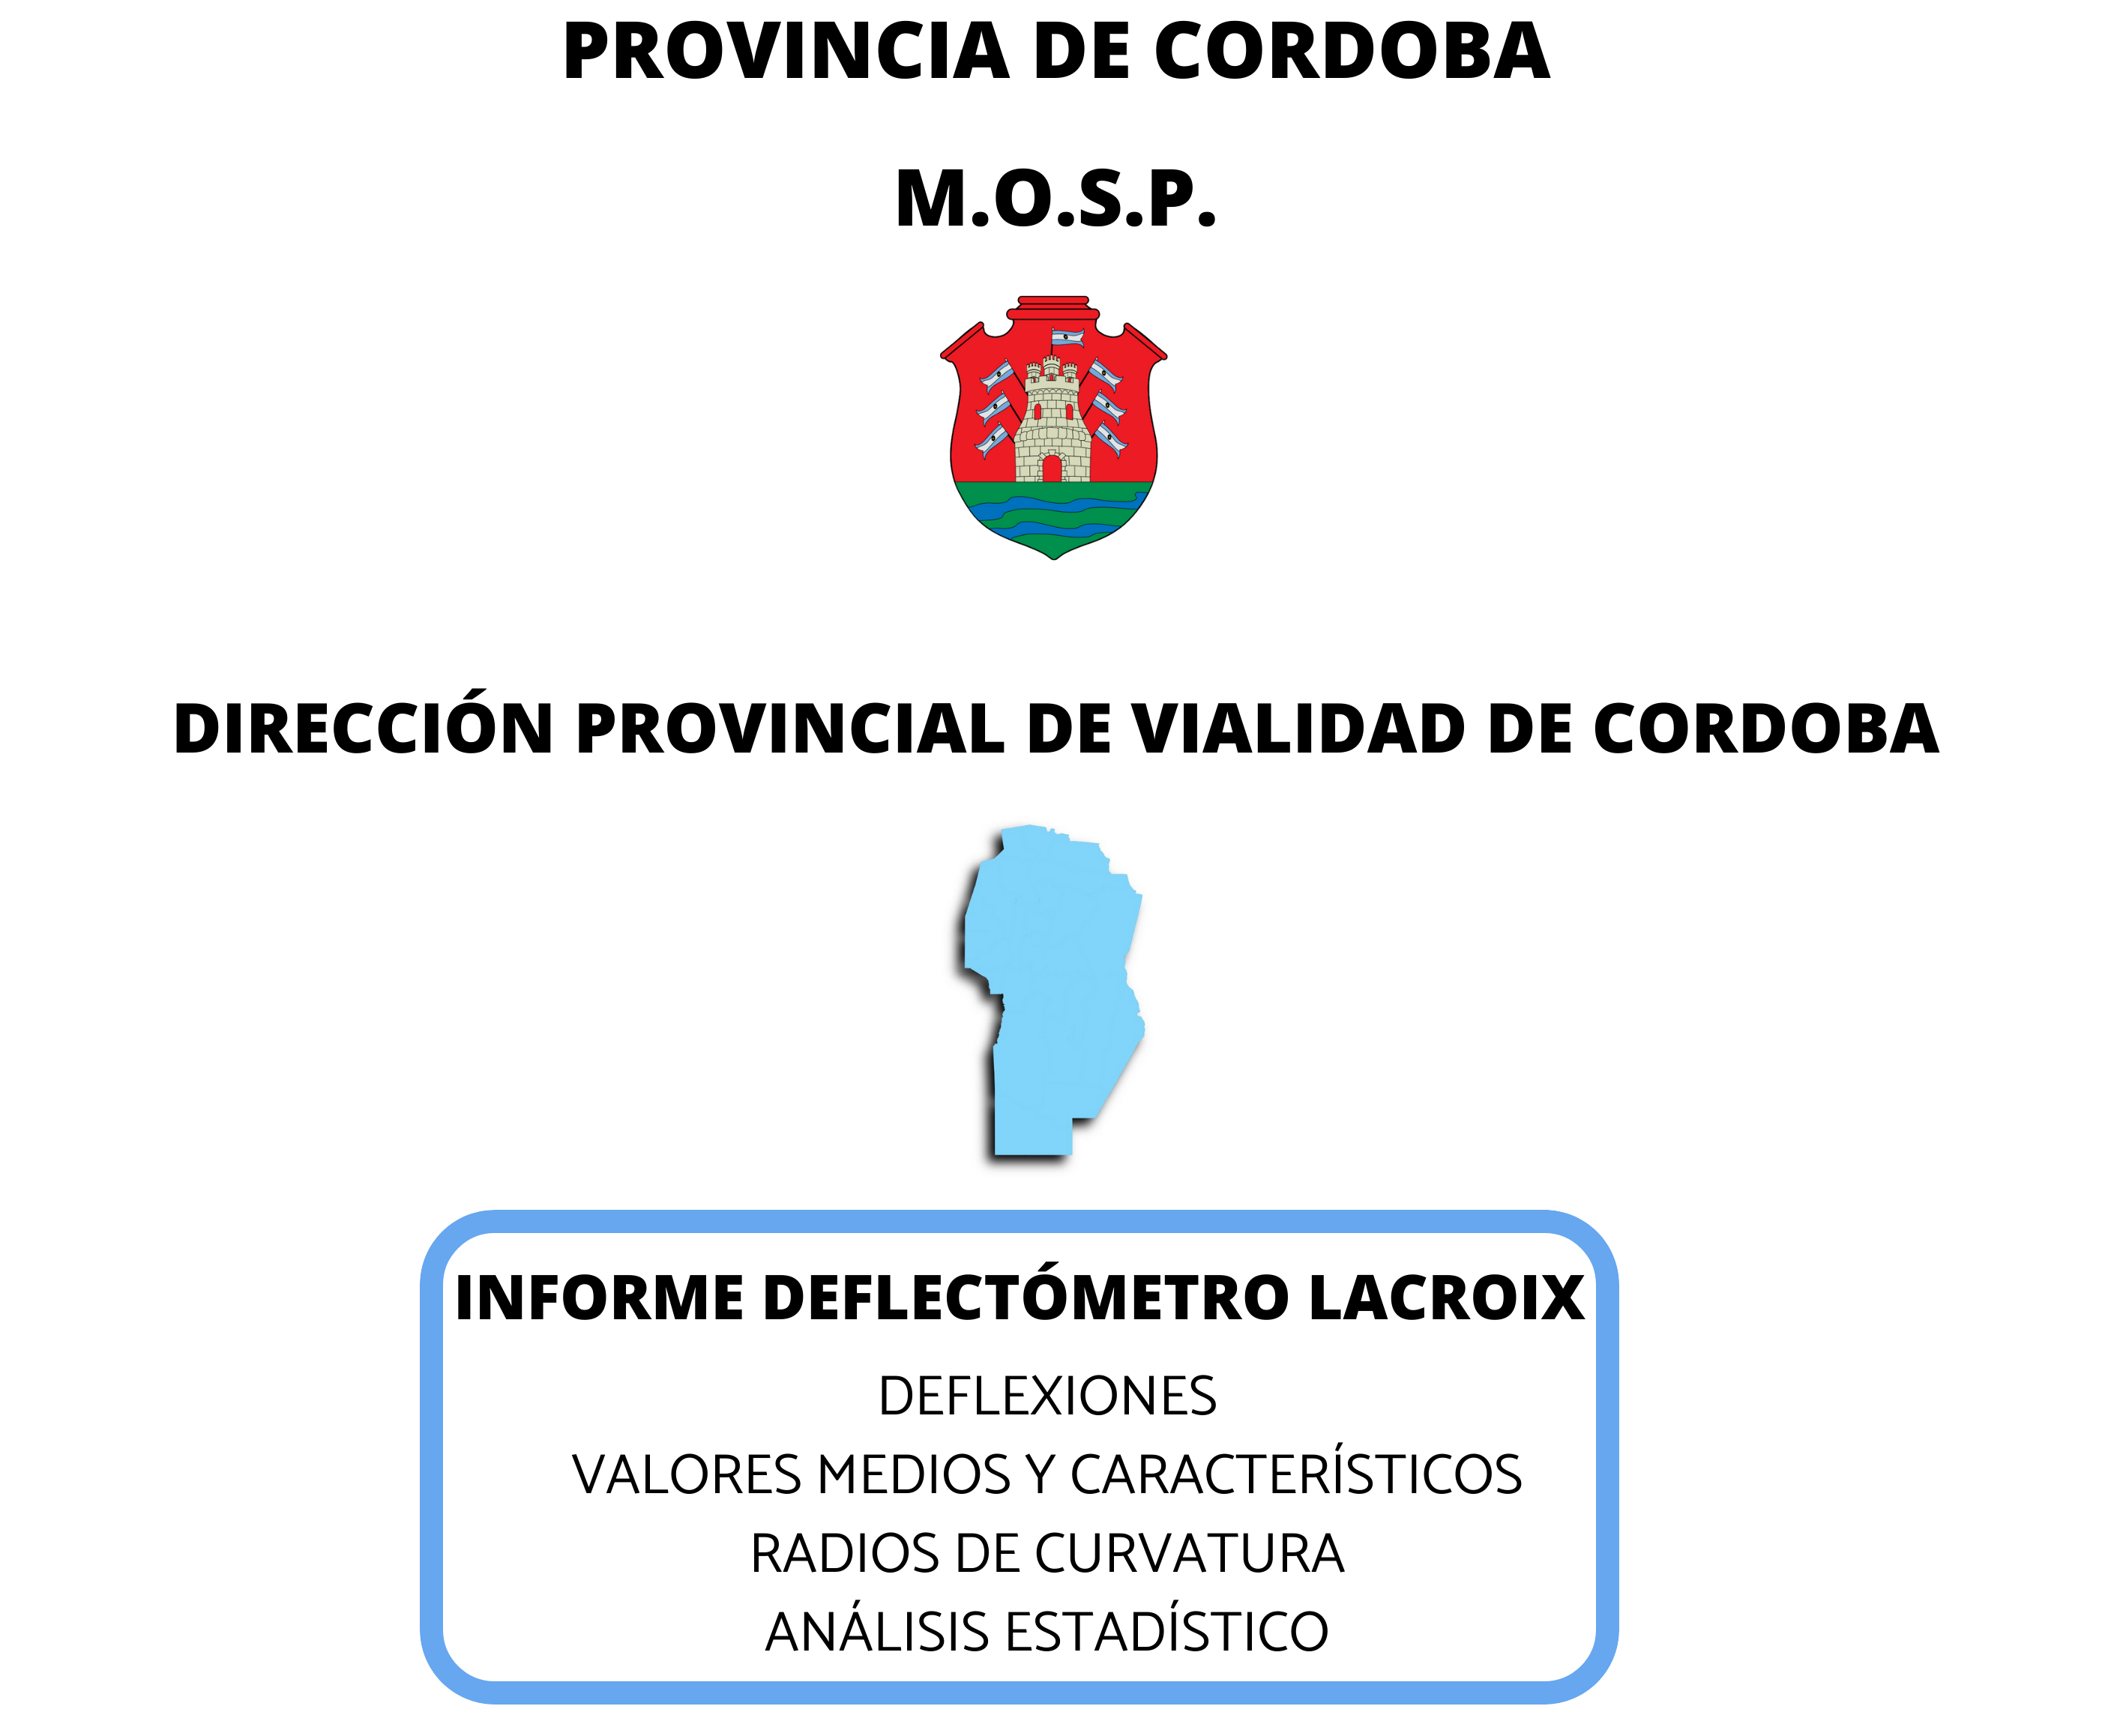 PROVINCIA DE CORDOBA
M.O.S.P.
DIRECCIÓN PROVINCIAL DE VIALIDAD DE CORDOBA
INFORME DEFLECTÓMETRO LACROIX
DEFLEXIONES
VALORES MEDIOS Y CARACTERÍSTICOS
RADIOS DE CURVATURA
ANÁLISIS ESTADÍSTICO